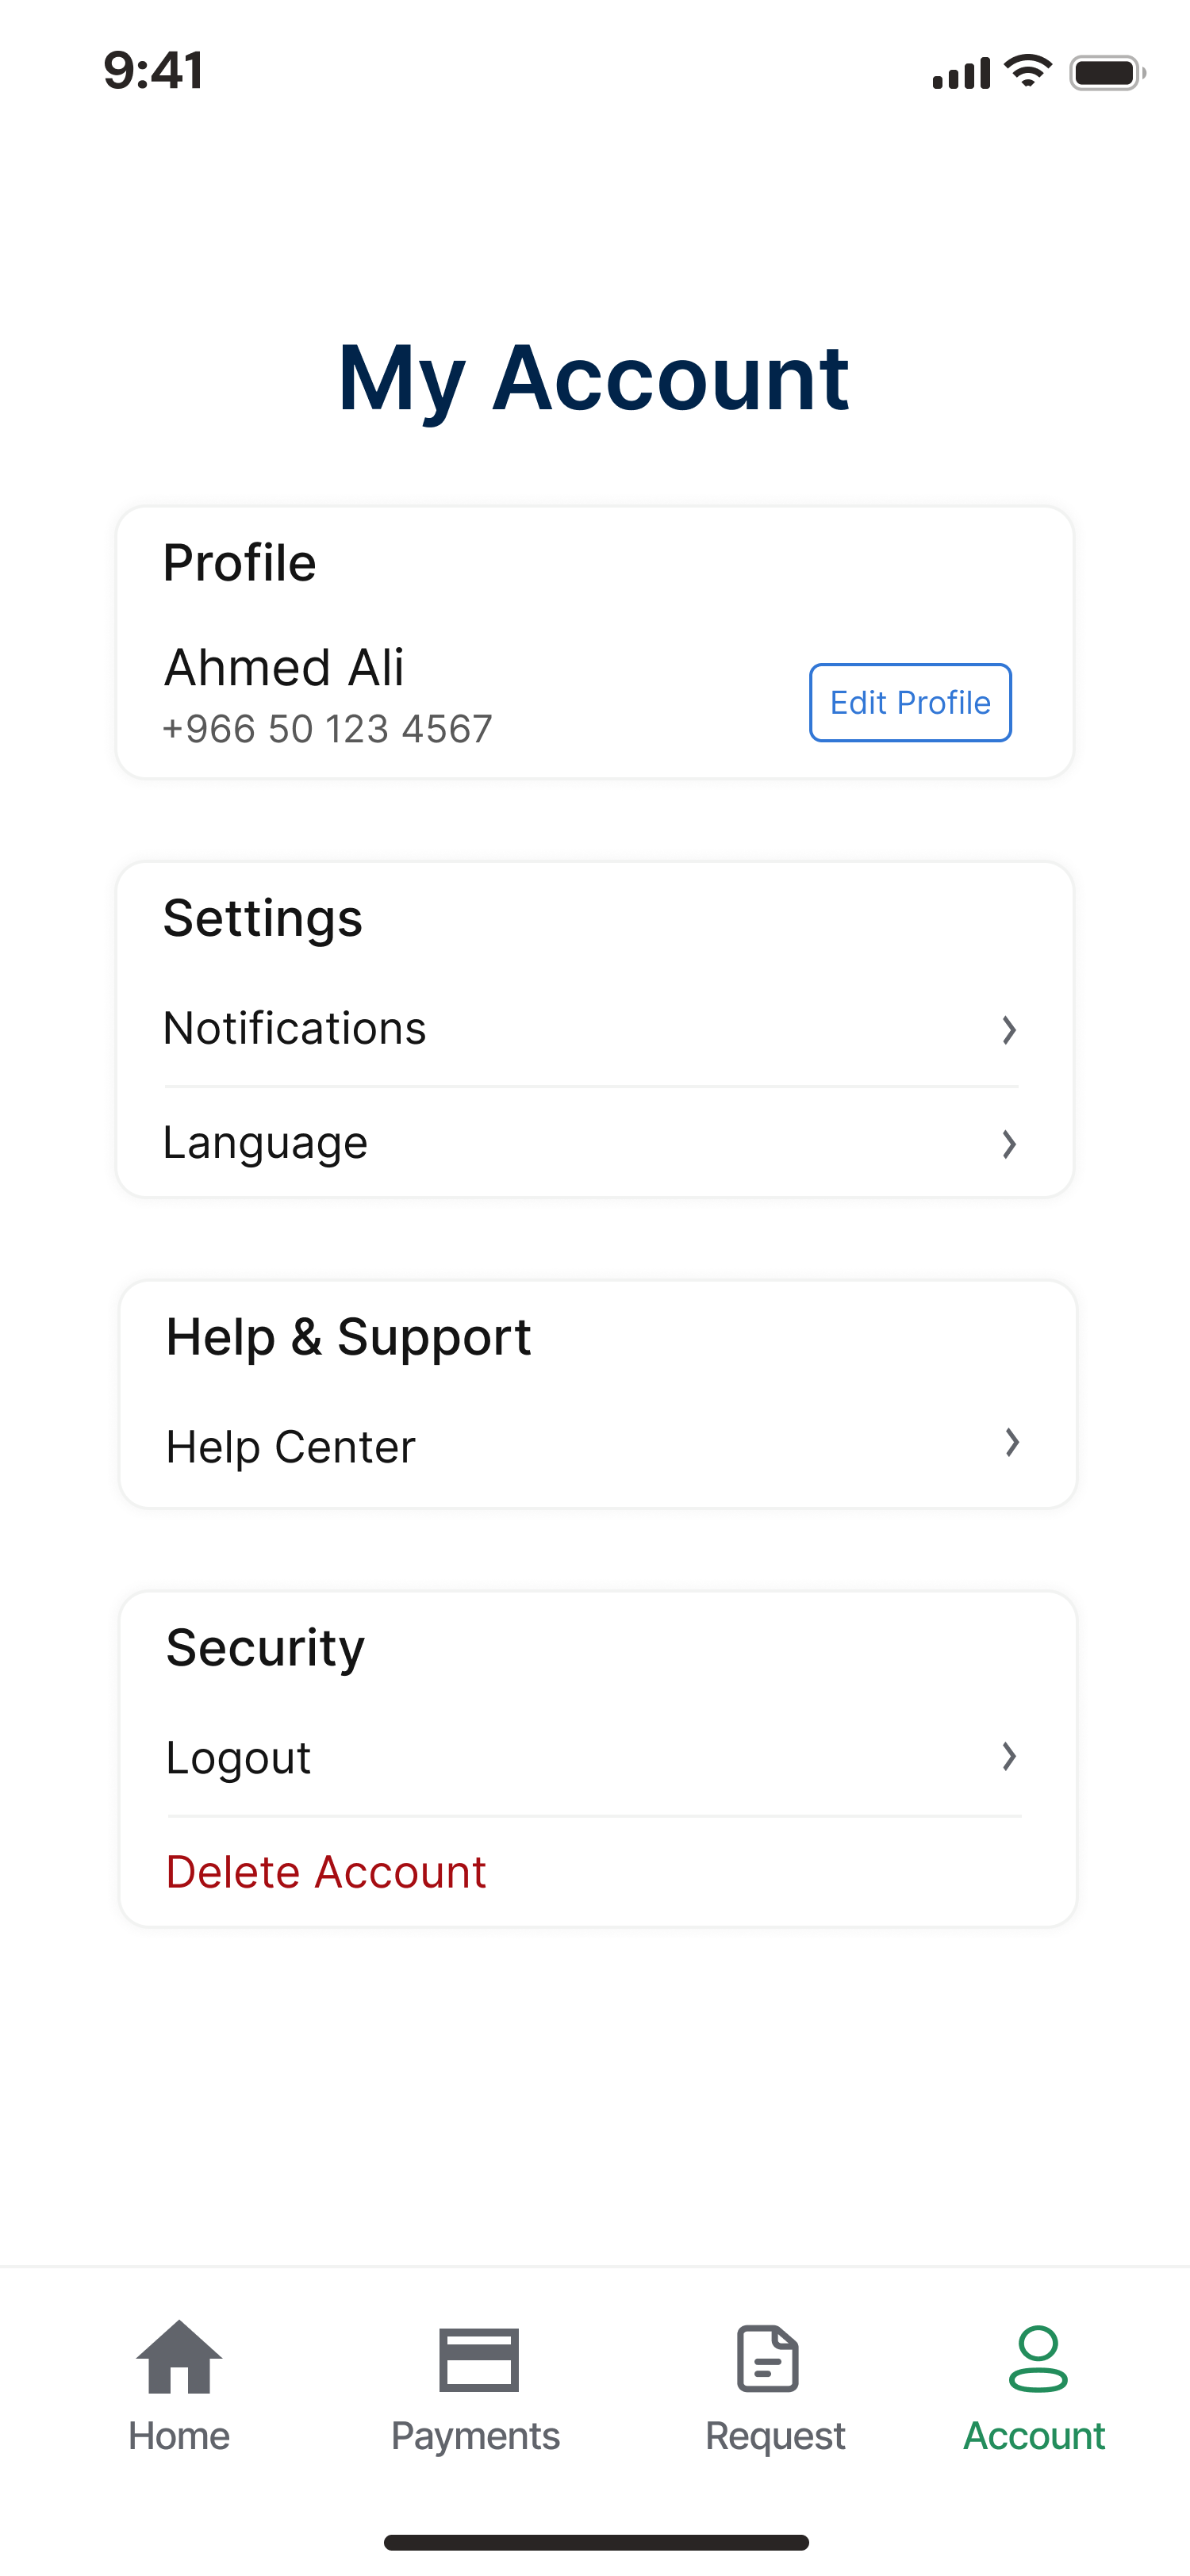 9:41
My Account
Profile
Ahmed Ali
+966 50 123 4567
Edit Profile
Settings
Notifications
Language
Help & Support
Help Center
Security
Logout
Delete Account
Home
Payments
Request
Account